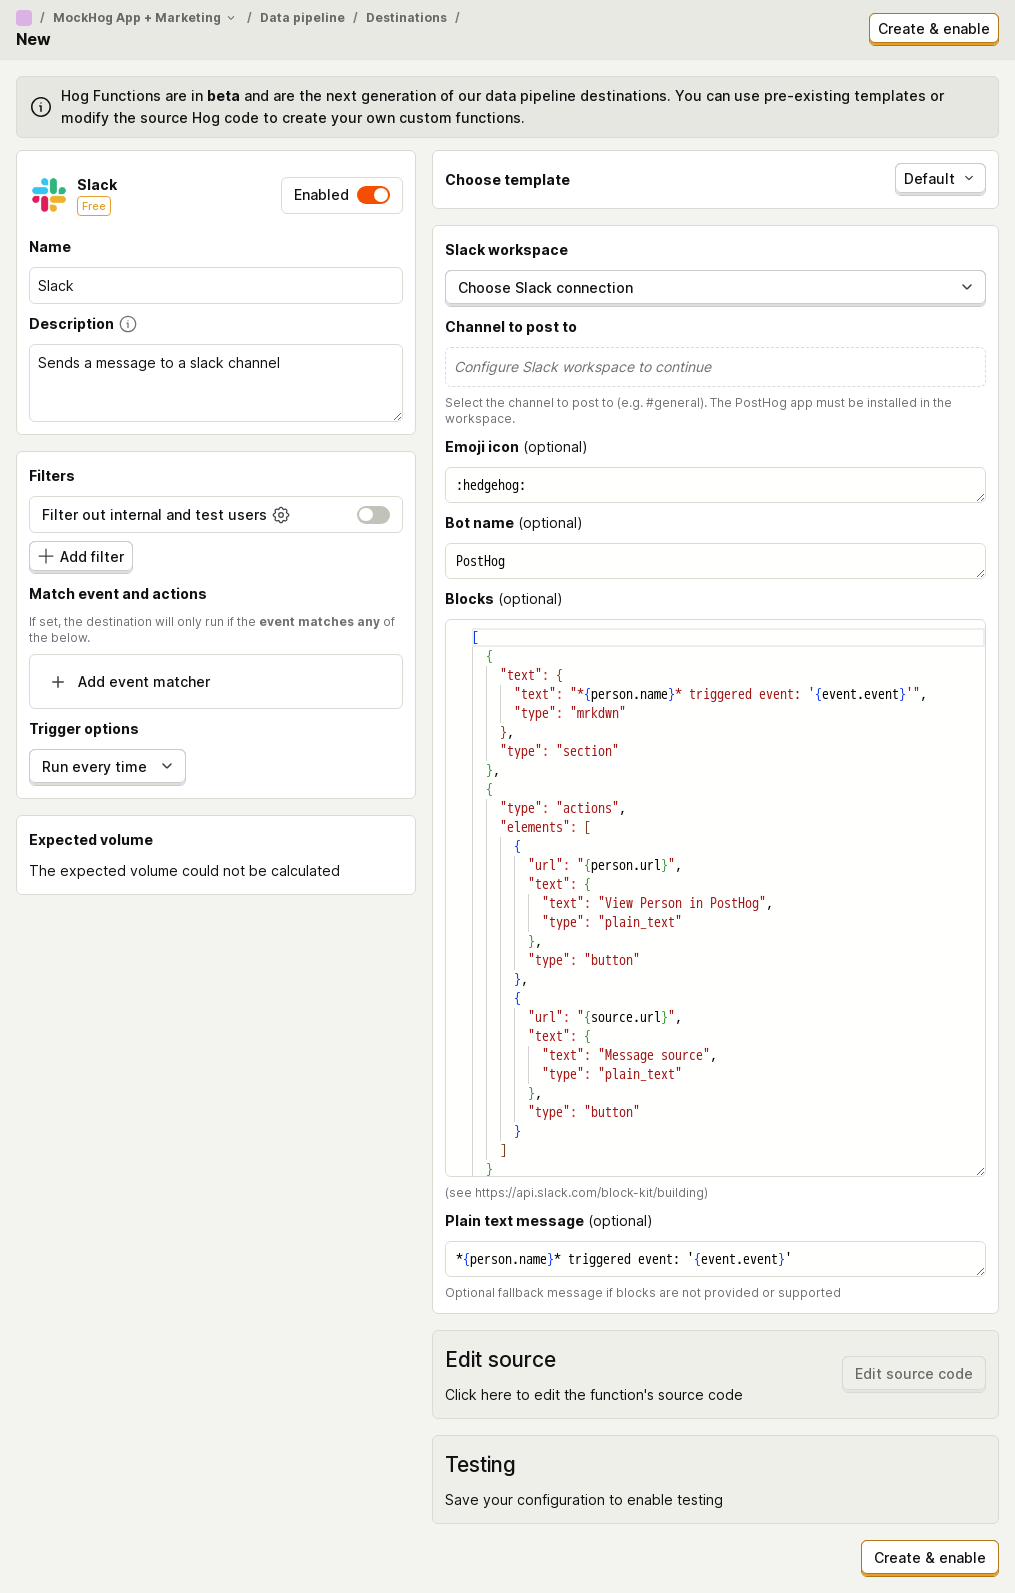 / MockHog App + Marketing / Data pipeline / Destinations /
New
Create & enable
Hog Functions are in beta and are the next generation of our data pipeline destinations. You can use pre-existing templates or
modify the source Hog code to create your own custom functions.
Slack
Free
Enabled
Name
Slack
Description
Sends a message to a slack channel
Filters
Filter out internal and test users
Add filter
Match event and actions
If set, the destination will only run if the event matches any of
the below.
Add event matcher
Trigger options
Run every time
Expected volume
The expected volume could not be calculated
Choose template
Default
Slack workspace
Choose Slack connection
Channel to post to
Configure Slack workspace to continue
Select the channel to post to (e.g. #general). The PostHog app must be installed in the
workspace.
Emoji icon (optional)
:hedgehog:
Bot name (optional)
PostHog
Blocks (optional)
[
{
"text": {
"text": "*{person.name}* triggered event: '{event.event}'",
"type": "mrkdwn"
},
"type": "section"
},
{
"type": "actions",
"elements": [
{
"url": "{person.url}",
"text": {
"text": "View Person in PostHog",
"type": "plain_text"
},
"type": "button"
},
{
"url": "{source.url}",
"text": {
"text": "Message source",
"type": "plain_text"
},
"type": "button"
}
]
}
(see https://api.slack.com/block-kit/building)
Plain text message (optional)
*{person.name}* triggered event: '{event.event}'
Optional fallback message if blocks are not provided or supported
Edit source
Click here to edit the function's source code
Edit source code
Testing
Save your configuration to enable testing
Create & enable